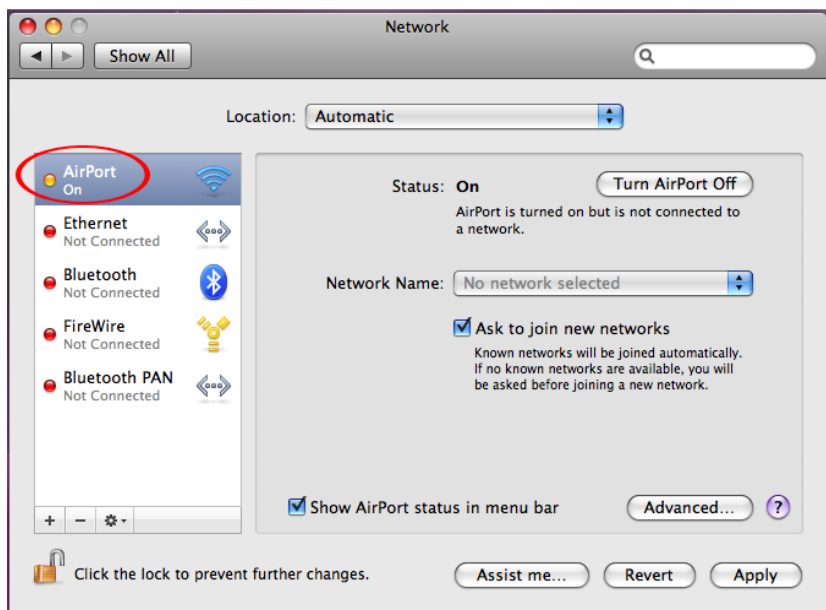 Network
Show All
Location: Automatic
AirPort
On
Ethernet
Not Connected
Bluetooth
Not Connected
FireWire
Not Connected
Bluetooth PAN
Not Connected
Status: On
Turn AirPort Off
AirPort is turned on but is not connected to
a network.
Network Name: No network selected
Ask to join new networks
Known networks will be joined automatically.
If no known networks are available, you will
be asked before joining a new network.
Show AirPort status in menu bar
Advanced... ?
Click the lock to prevent further changes.
Assist me... Revert Apply